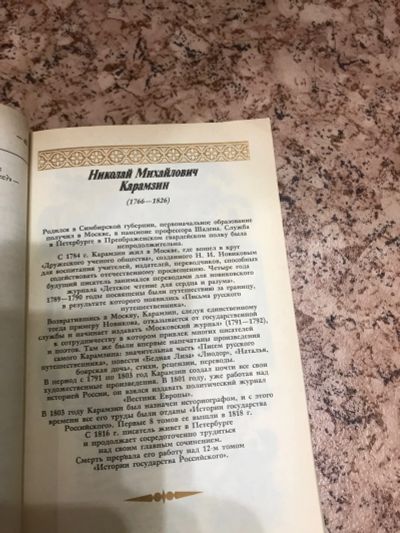 Николай Михайлович
Карамзин
(1766—1826)
Родился в Симбирской губернии, первоначальное образование
получил в Москве, в пансионе профессора Шадена. Служба
в Петербурге в Преображенском гвардейском полку была
непродолжительна.
С 1784 г. Карамзин жил в Москве, где вошел в круг
«Дружеского ученого общества», созданного Н. И. Новиковым
для воспитания учителей, издателей, переводчиков, способных
содействовать отечественному просвещению. Четыре года
будущий писатель занимался переводами для новиковского
журнала «Детское чтение для сердца и разума».
1789—1790 годы посвящены были путешествию за границу,
в результате которого появились «Письма русского
путешественника».
Возвратившись в Москву, Карамзин, следуя единственному
тогда примеру Новикова, отказывается от государственной
службы и начинает издавать «Московский журнал» (1791—1792),
к сотрудничеству в котором привлек многих писателей
и поэтов. Там же были впервые напечатаны произведения
самого Карамзина: значительная часть «Писем русского
путешественника», повести «Бедная Лиза» «Лиодор», «Наталья,
боярская дочь», стихи, рецензии, переводы.
В период с 1791 по 1803 год Карамзин создал почти все свои
художественные произведения. В 1801 году, уже работая над
историей России, он взялся издавать политический журнал
«Вестник Европы».
В 1803 году Карамзин был назначен историографом, и с этого
времени все его труды были отданы «Истории государства
Российского». Первые 8 томов ее вышли в 1818 г.
С 1816 г. писатель живет в Петербурге
и продолжает сосредоточенно трудиться
над своим главным сочинением.
Смерть прервала его работу над 12-м томом
«Истории государства Российского».